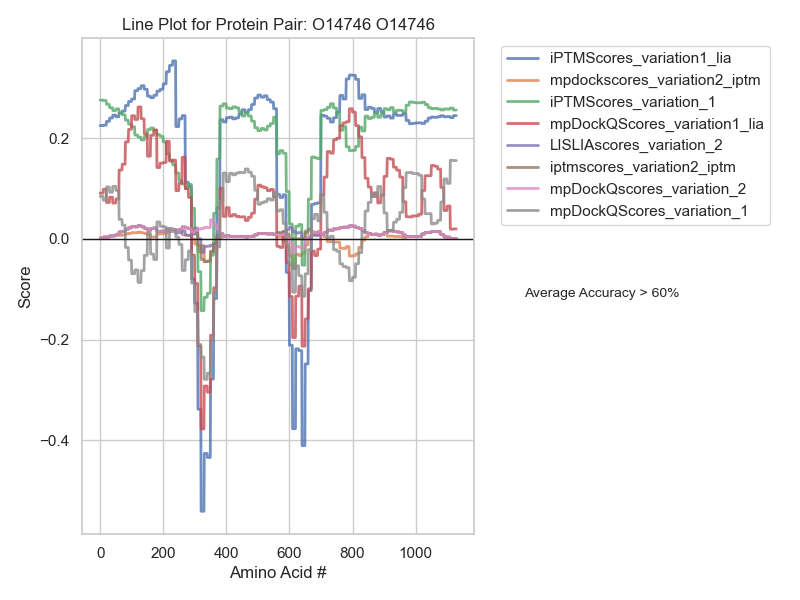 Line Plot for Protein Pair: O14746 O14746
iPTMScores_variation1_lia
mpdockscores_variation2_iptm
iPTMScores_variation_1
mpDockQScores_variation1_lia
LISLIAscores_variation_2
iptmscores_variation2_iptm
mpDockQscores_variation_2
mpDockQScores_variation_1
Average Accuracy > 60%
Score
0.2
0.0
−0.2
−0.4
0 200 400 600 800 1000
Amino Acid #